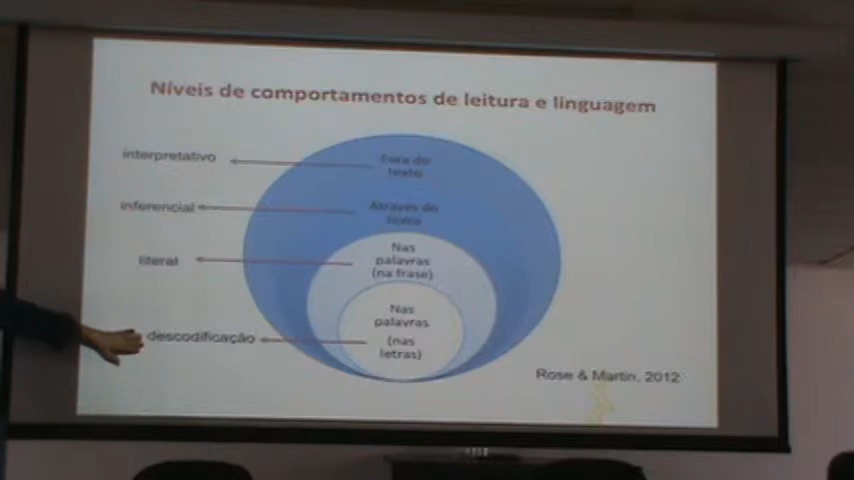 Níveis de comportamentos de leitura e linguagem
interpretativo
Fora do
texto
inferencial
Através do
texto
literal
Nas
palavras
(na frase)
descodificação
Nas
palavras
(nas
letras)
Rose & Martin, 2012